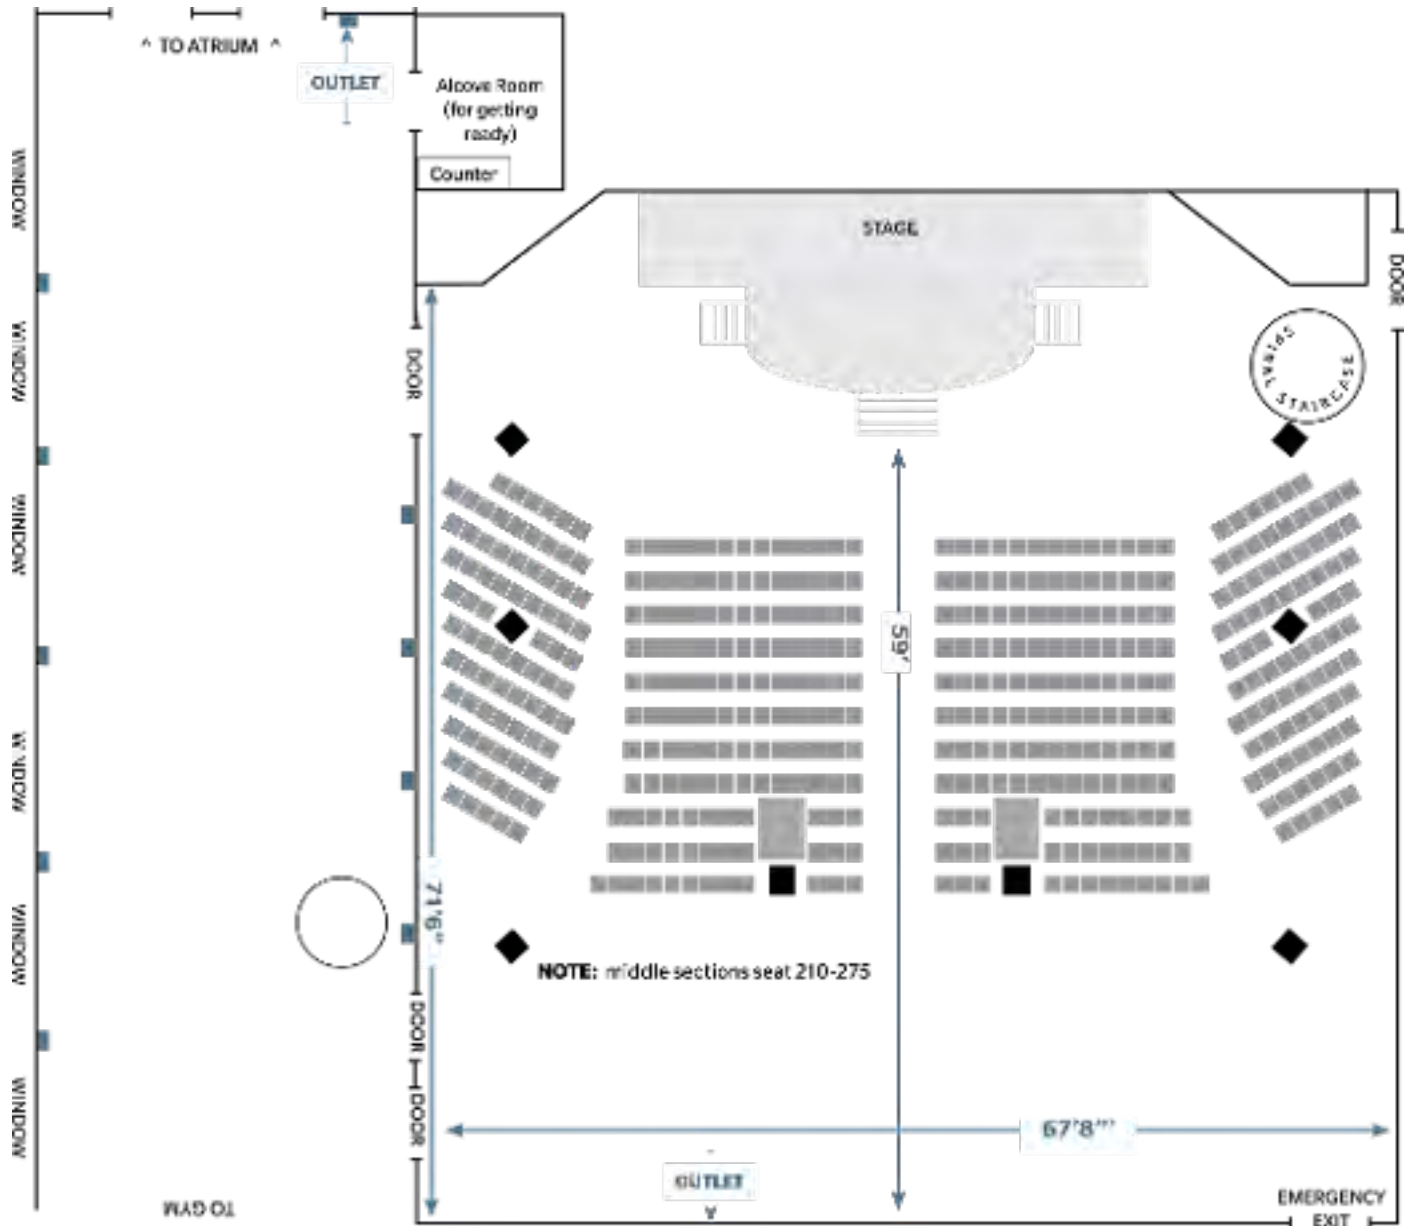 ^ TO ATRIUM ^
OUTLET
Alcove Room
(for getting
ready)
Counter
STAGE
WINDOW
DOOR
SPIRAL STAIRCASE
WINDOW
DOOR
WINDOW
59'
WINDOW
71'6"
WINDOW
NOTE: middle sections seat 210-275
DOOR
WINDOW
DOOR
67'8"
OUTLET
TO GYM
EMERGENCY
EXIT